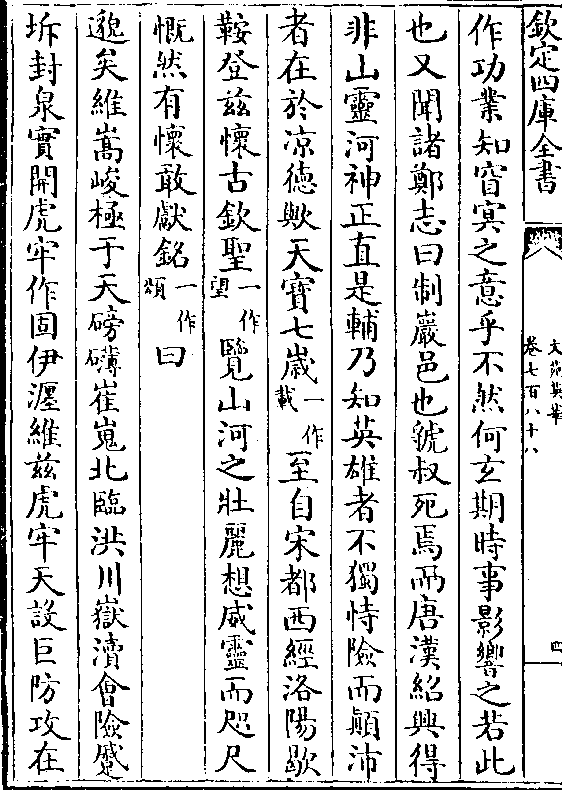 欽定四庫全書
文苑英華
卷七百八十八
四
作功業知窅冥之意乎不然何玄期時事影響之若此
也又聞諸鄭志曰制巖邑也虢叔死焉而唐漢紹興得
非山靈河神正直是輔乃知英雄者不獨恃險而顛沛
者在於凉德歟天寶七歳一作載至自宋都西經洛陽歇
鞍登兹懷古欽聖一作望覽山河之壯麗想威靈而咫尺
慨然有懷敢獻銘一作頌曰
邈矣維嵩峻極于天磅礴崔嵬北臨洪川嶽瀆會險蹙
坼封泉實開虎牢作固伊瀍維兹虎牢天設巨防攻在